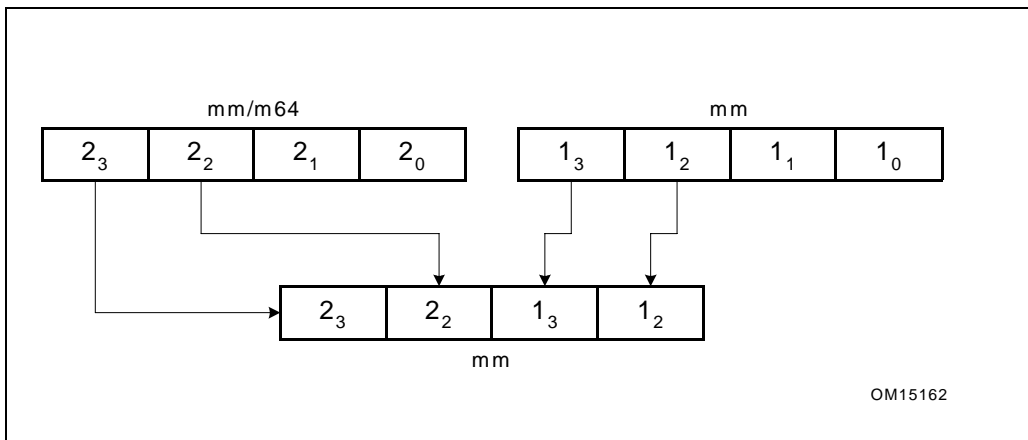 mm/m64 mm
2₃ 2₂ 2₁ 2₀ 1₃ 1₂ 1₁ 1₀
2₃ 2₂ 1₃ 1₂
mm
OM15162